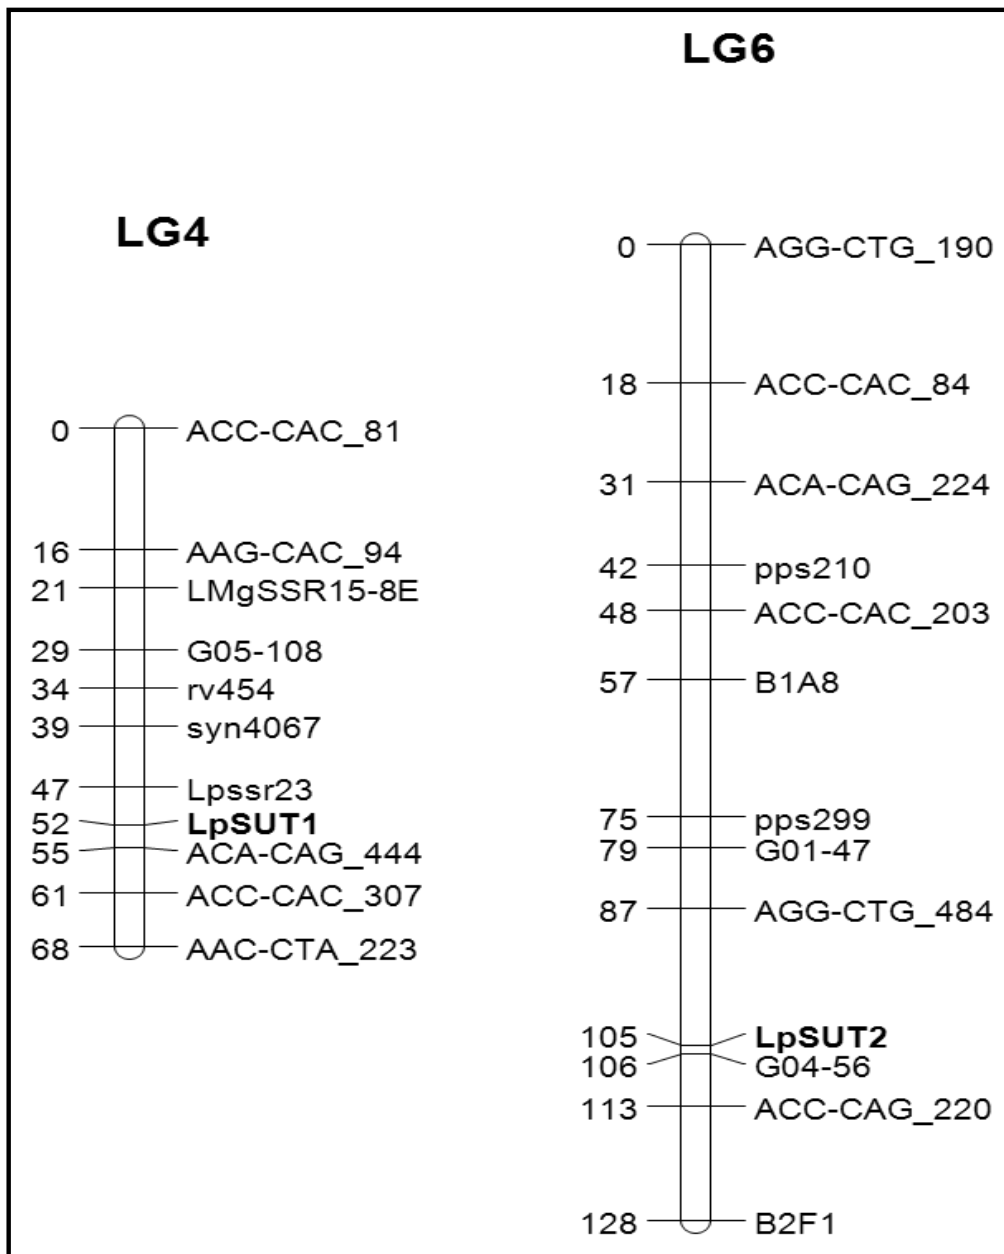 LG4
0 ACC-CAC_81
16 AAG-CAC_94
21 LMgSSR15-8E
29 G05-108
34 rv454
39 syn4067
47 Lpssr23
52 LpSUT1
55 ACA-CAG_444
61 ACC-CAC_307
68 AAC-CTA_223
LG6
0 AGG-CTG_190
18 ACC-CAC_84
31 ACA-CAG_224
42 pps210
48 ACC-CAC_203
57 B1A8
75 pps299
79 G01-47
87 AGG-CTG_484
105 LpSUT2
106 G04-56
113 ACC-CAG_220
128 B2F1